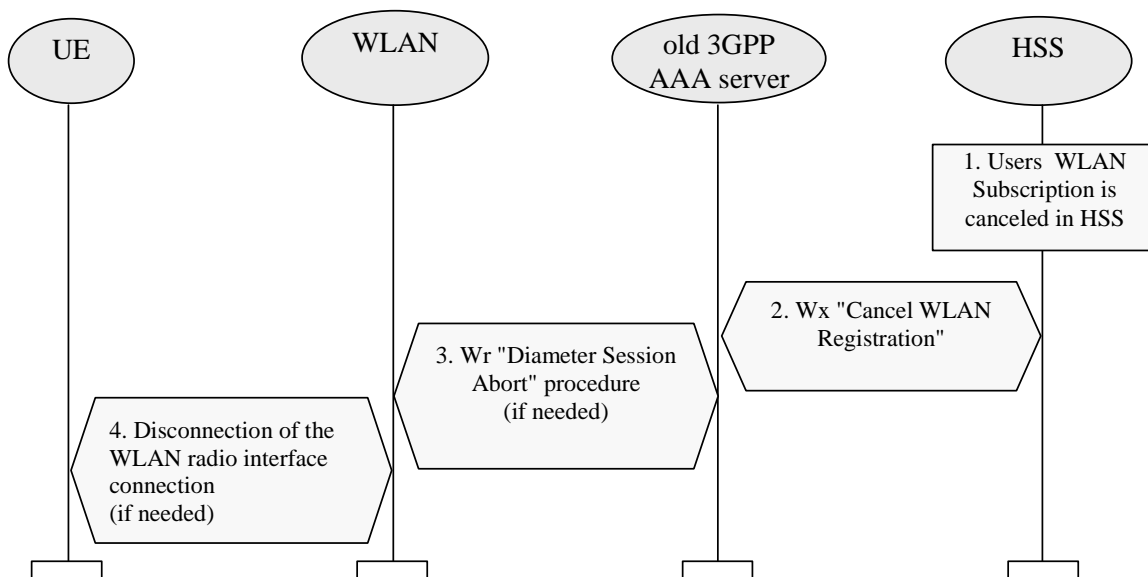 UE
WLAN
old 3GPP
AAA server
HSS
1. Users WLAN
Subscription is
canceled in HSS
2. Wx "Cancel WLAN
Registration"
3. Wr "Diameter Session
Abort" procedure
(if needed)
4. Disconnection of the
WLAN radio interface
connection
(if needed)